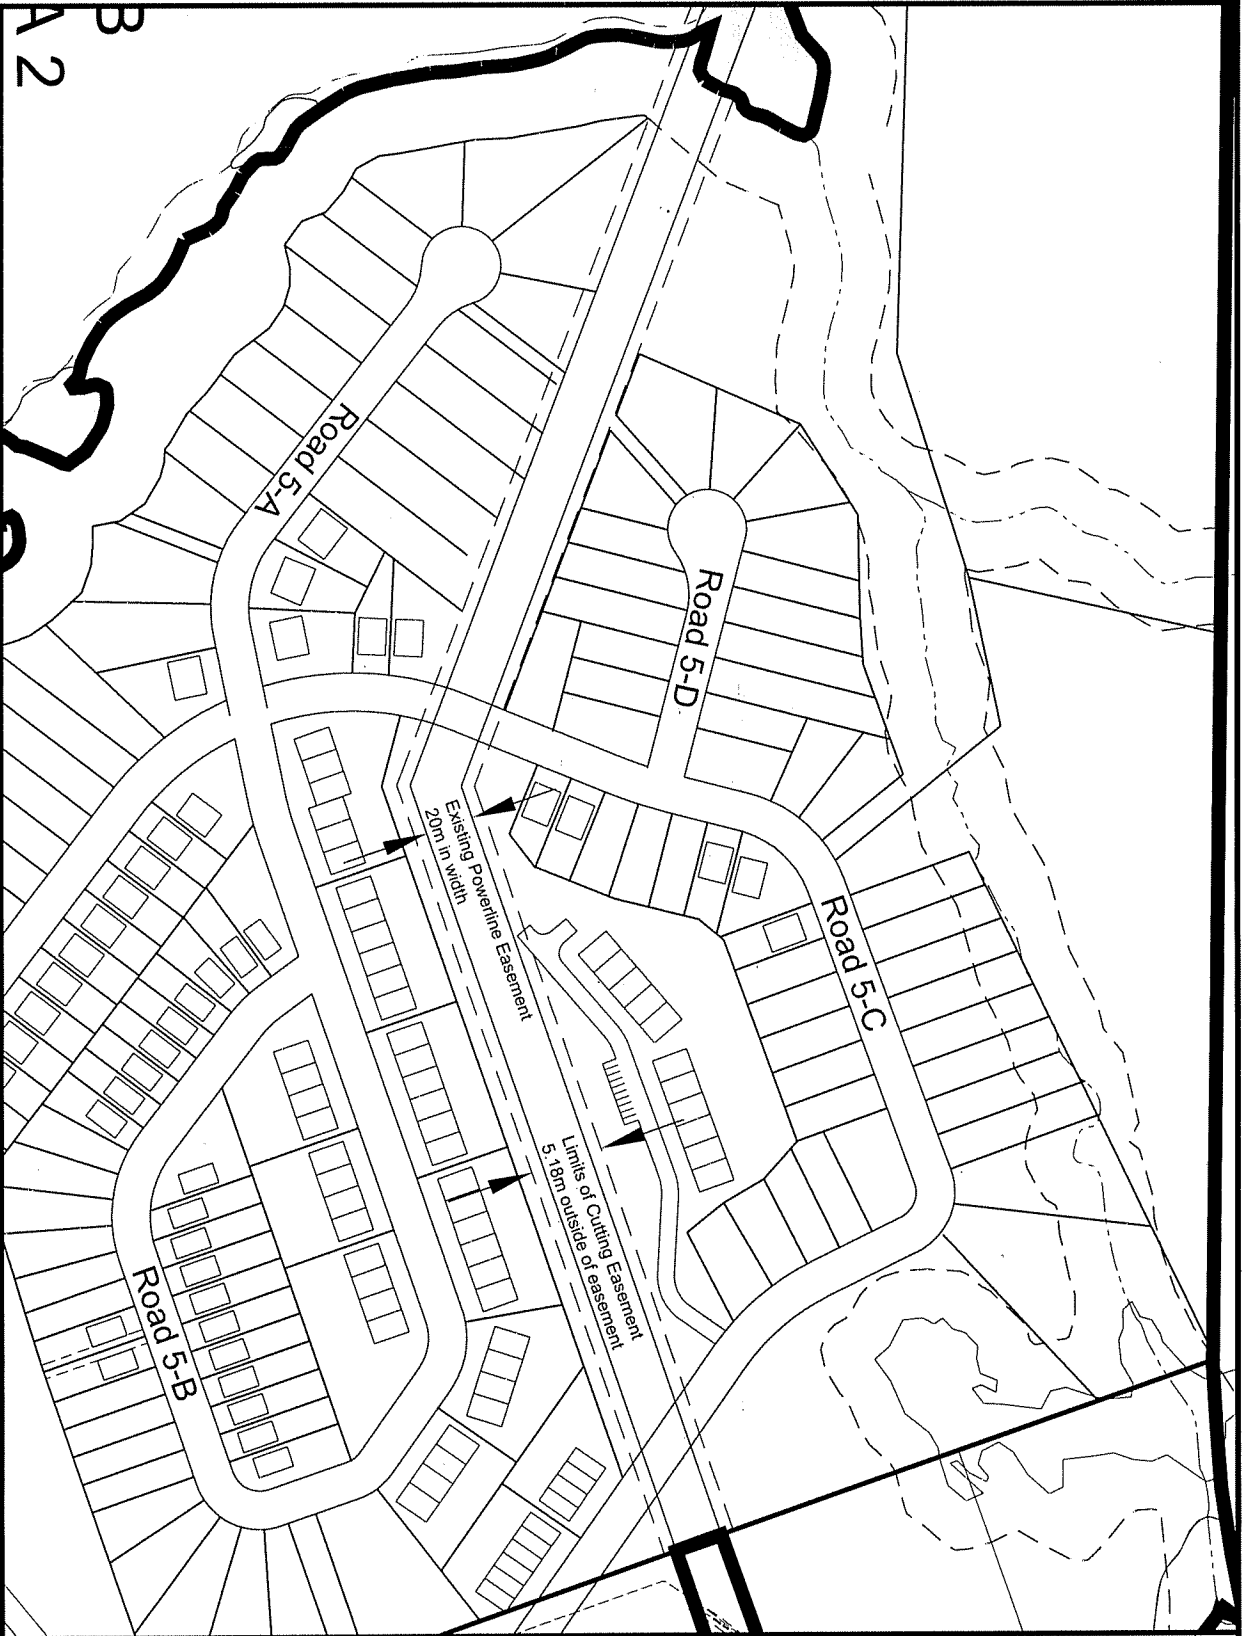 B
A 2
Road 5-A
Road 5-D
Existing Powerline Easement
20m in width
Road 5-C
Limits of Cutting Easement
5.18m outside of easement
Road 5-B